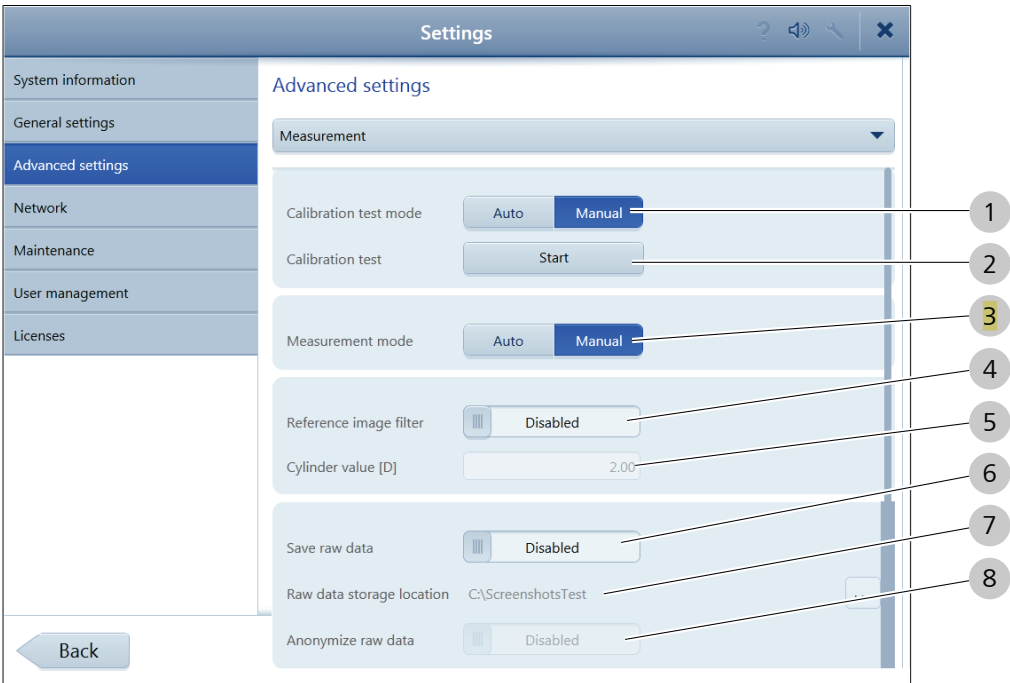 Settings
?
System information
General settings
Advanced settings
Network
Maintenance
User management
Licenses
Back
Advanced settings
Measurement
Calibration test mode Auto Manual 1
Calibration test Start 2
3
Measurement mode Auto Manual
4
Reference image filter Disabled 5
Cylinder value [D] 2.00
6
7
Save raw data Disabled
8
Raw data storage location C:\ScreenshotsTest
Anonymize raw data Disabled